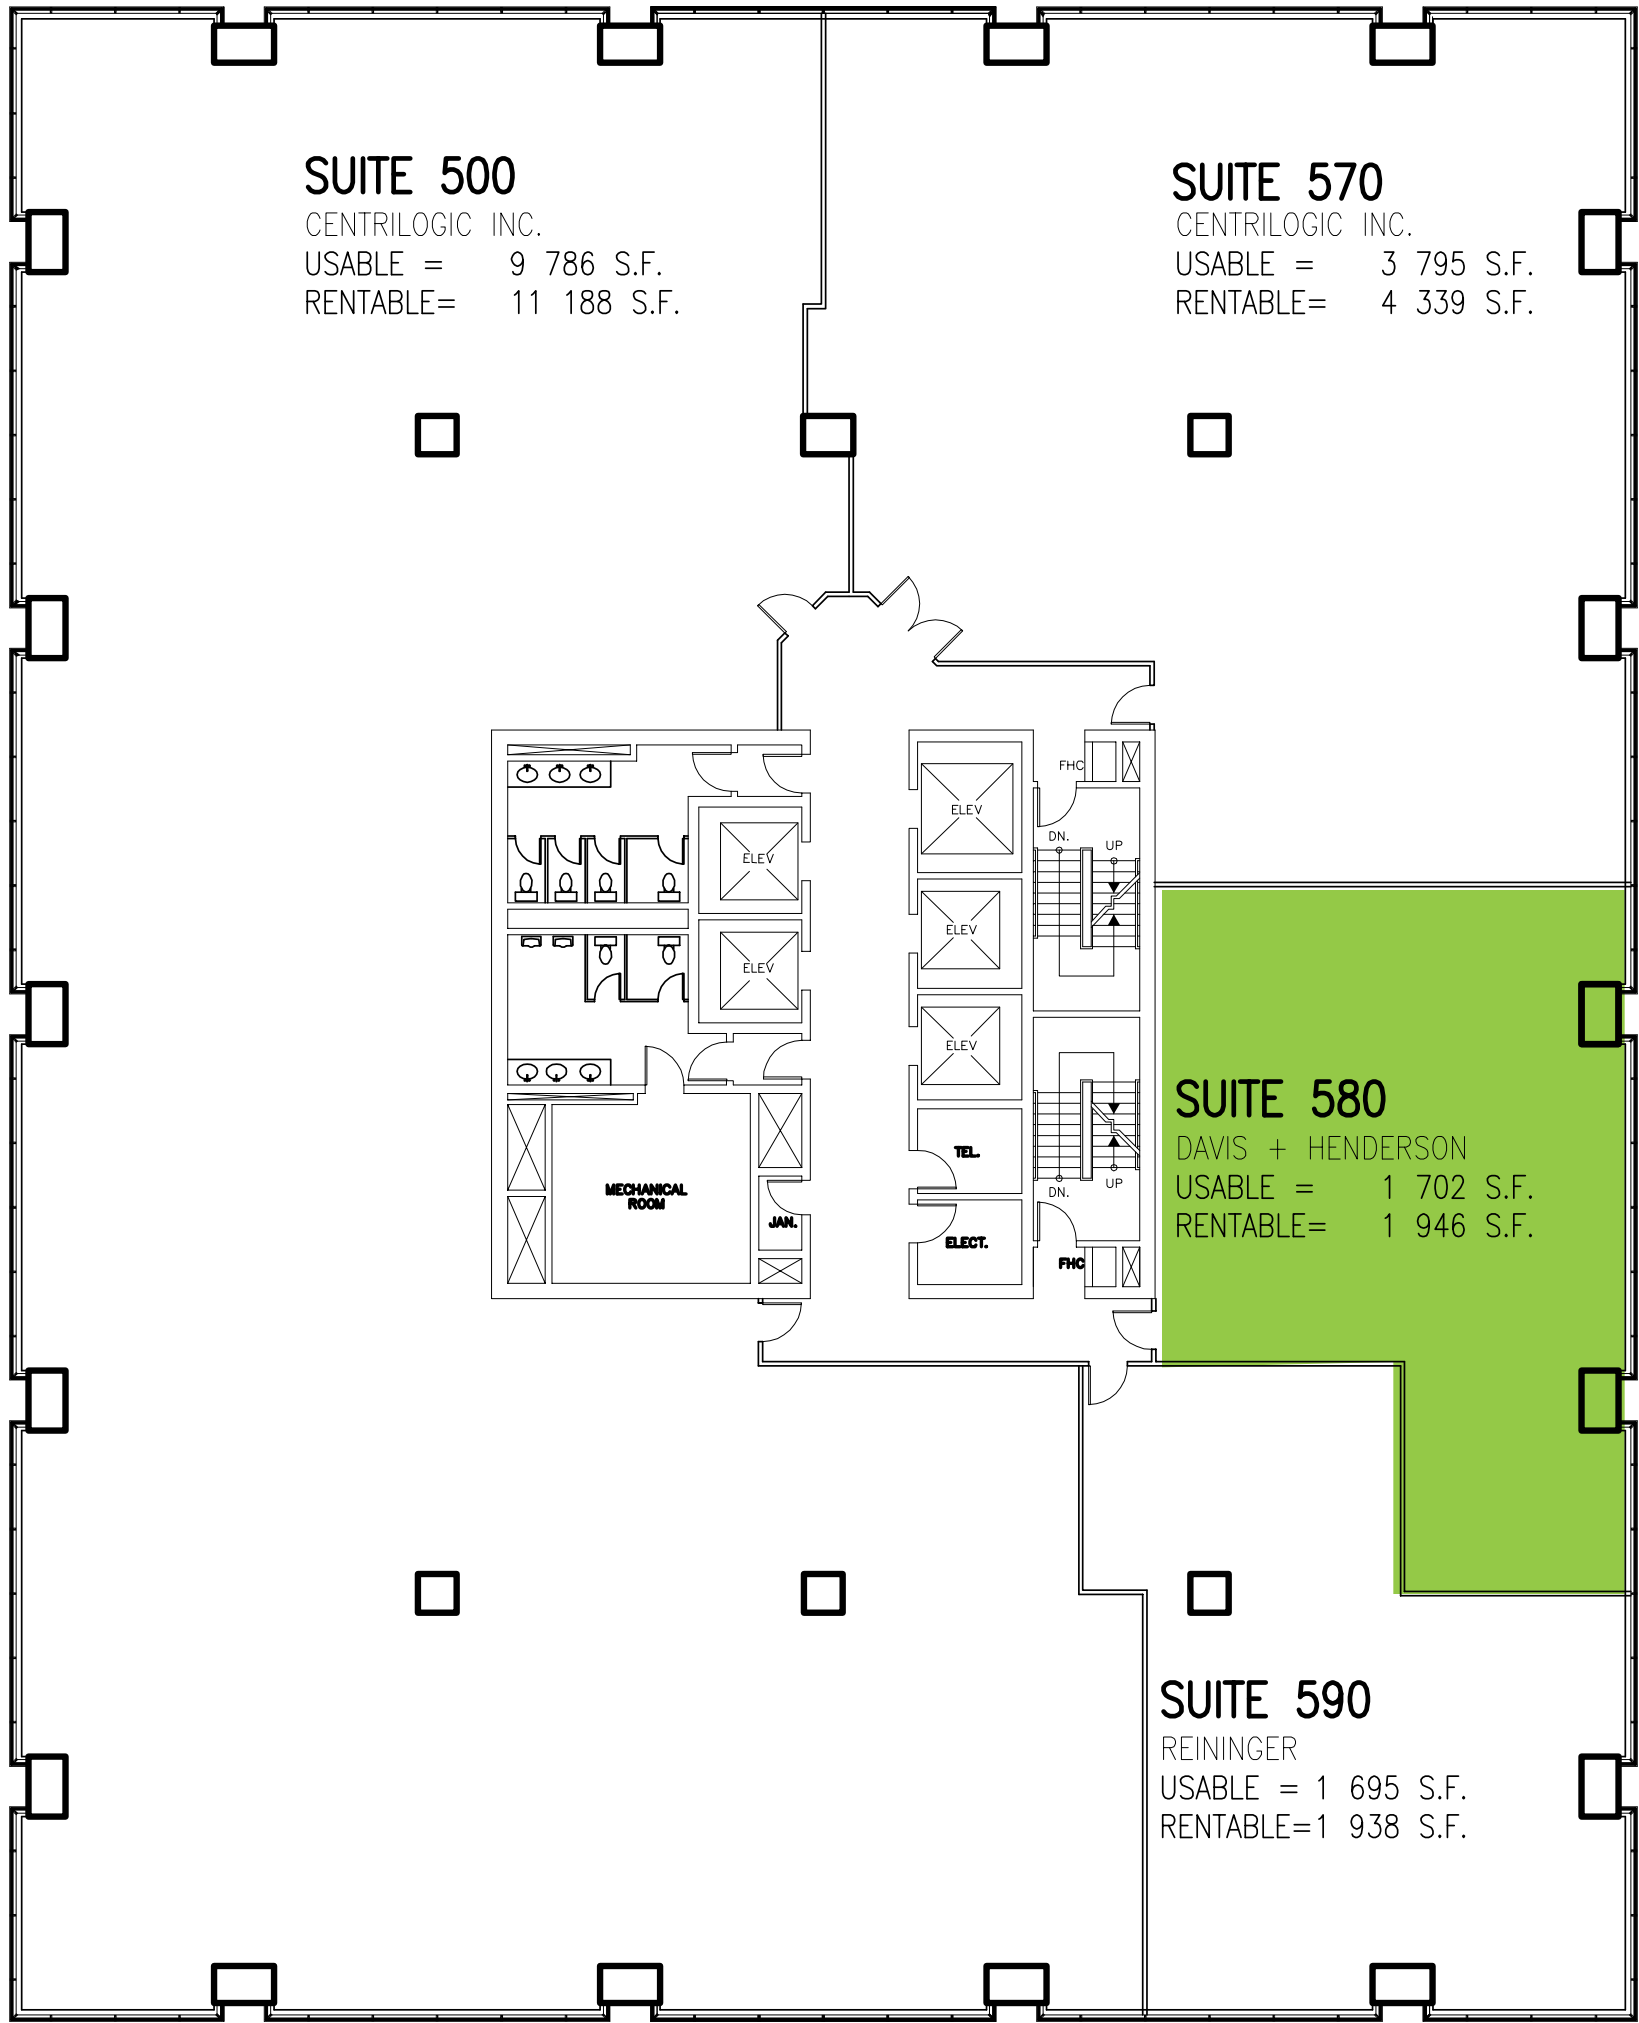 SUITE 500
CENTRILOGIC INC.
USABLE = 9 786 S.F.
RENTABLE= 11 188 S.F.
SUITE 570
CENTRILOGIC INC.
USABLE = 3 795 S.F.
RENTABLE= 4 339 S.F.
FHC
ELEV
DN.
UP
ELEV
ELEV
ELEV
ELEV
SUITE 580
DAVIS + HENDERSON
USABLE = 1 702 S.F.
RENTABLE= 1 946 S.F.
TEL.
MECHANICAL
ROOM
DN.
UP
JAN.
ELECT.
FHC
SUITE 590
REININGER
USABLE = 1 695 S.F.
RENTABLE=1 938 S.F.